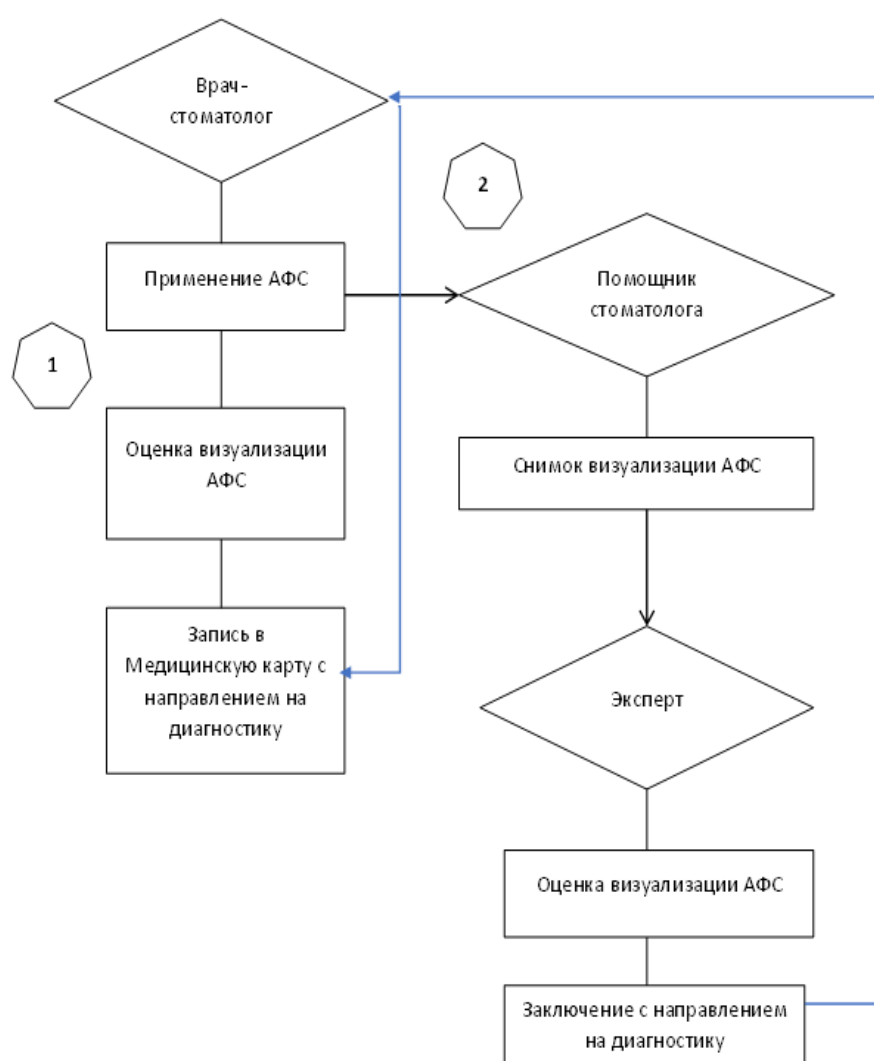 Врач-
стоматолог
2
Применение АФС
Помощник
стоматолога
1
Оценка визуализации
АФС
Снимок визуализации АФС
Запись в
Медицинскую карту с
направлением на
диагностику
Эксперт
Оценка визуализации АФС
Заключение с направлением
на диагностику